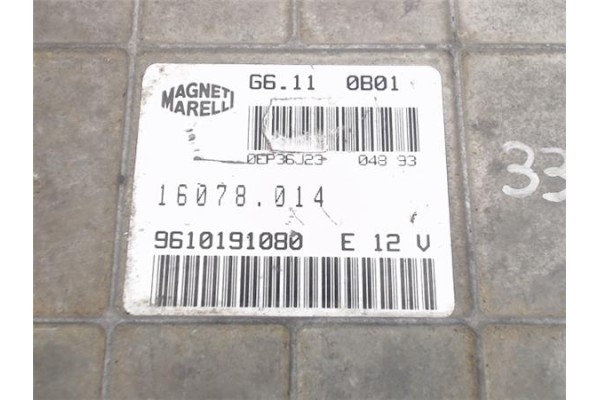 MAGNETI
MARELLI
G6.11 0B01
0EP36J23 048 93
16078.014
9610191080 E 12 V
33